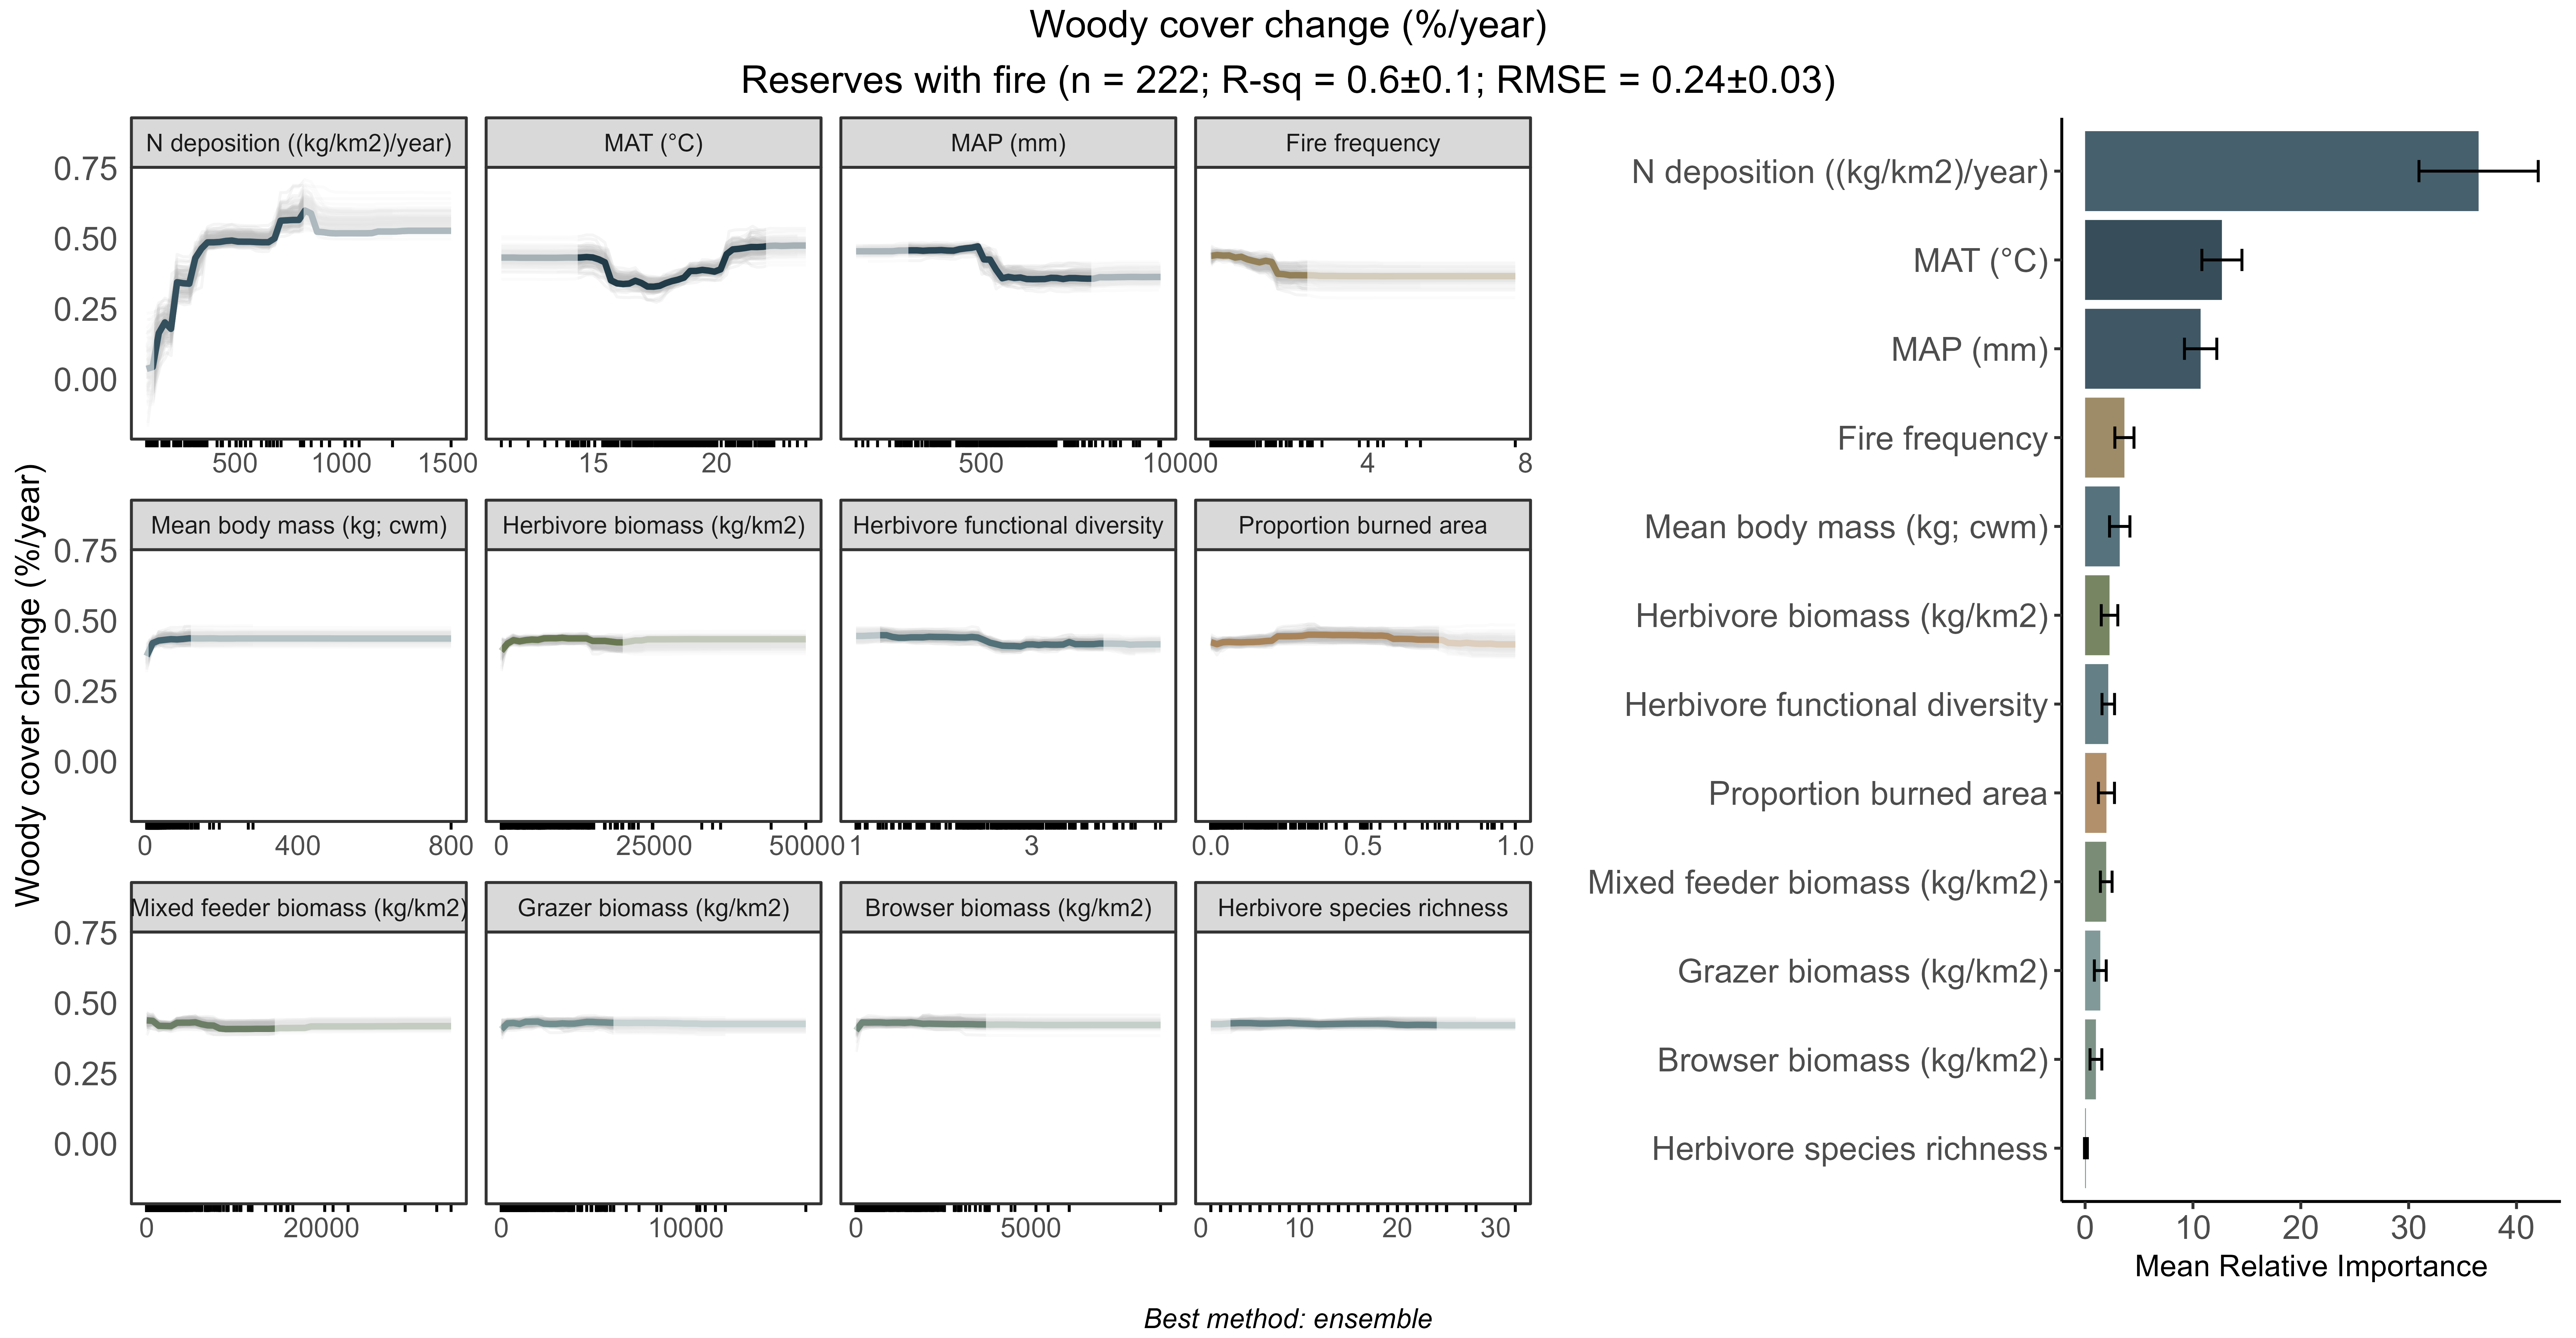 Woody cover change (%/year)
Reserves with fire (n = 222; R-sq = 0.6±0.1; RMSE = 0.24±0.03)
Woody cover change (%/year)
N deposition ((kg/km2)/year)
MAT (°C)
MAP (mm)
Fire frequency
0.75
0.50
0.25
0.00
500 1000 1500
15 20
500 1000
0 4 8
Mean body mass (kg; cwm)
Herbivore biomass (kg/km2)
Herbivore functional diversity
Proportion burned area
0.75
0.50
0.25
0.00
0 400 800
0 25000 50000
1 3
0.0 0.5 1.0
Mixed feeder biomass (kg/km2)
Grazer biomass (kg/km2)
Browser biomass (kg/km2)
Herbivore species richness
0.75
0.50
0.25
0.00
0 20000
0 10000
0 5000
0 10 20 30
N deposition ((kg/km2)/year)
MAT (°C)
MAP (mm)
Fire frequency
Mean body mass (kg; cwm)
Herbivore biomass (kg/km2)
Herbivore functional diversity
Proportion burned area
Mixed feeder biomass (kg/km2)
Grazer biomass (kg/km2)
Browser biomass (kg/km2)
Herbivore species richness
0 10 20 30 40
Mean Relative Importance
Best method: ensemble